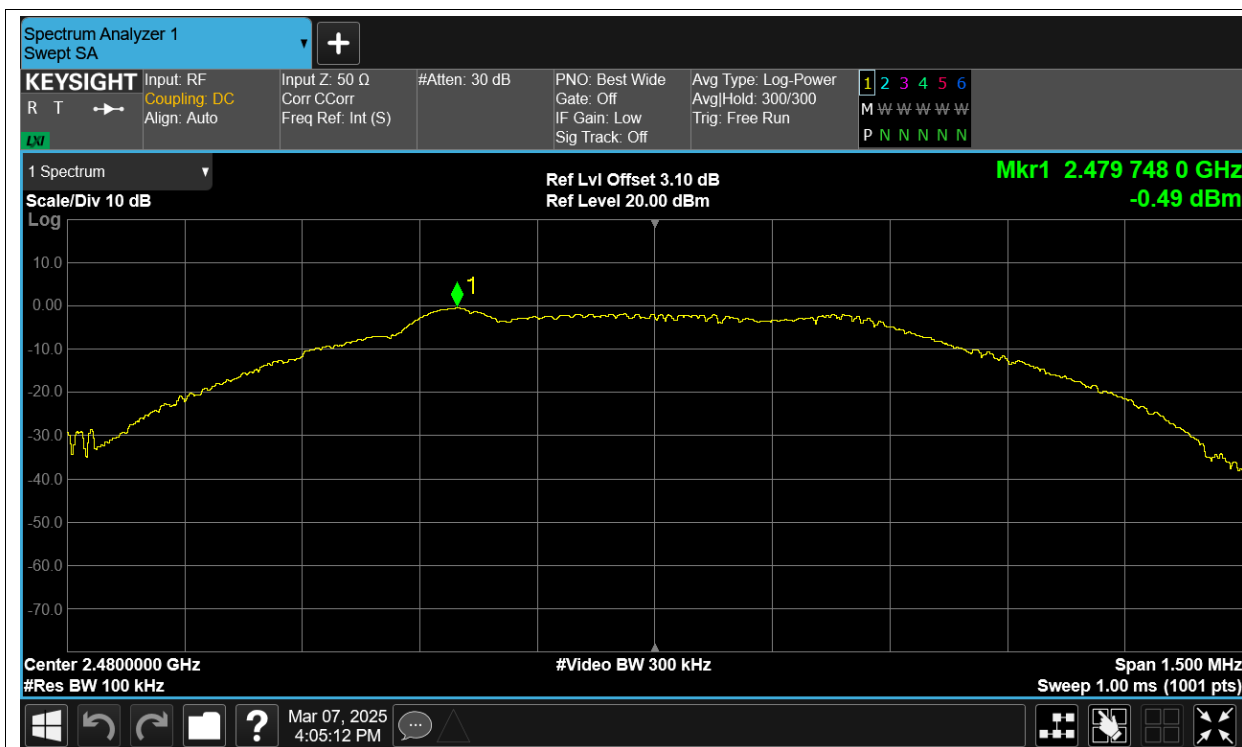 Spectrum Analyzer 1
Swept SA
KEYSIGHT
R T
LXI
Input: RF
Coupling: DC
Align: Auto
Input Z: 50 Ω
Corr CCorr
Freq Ref: Int (S)
#Atten: 30 dB
PNO: Best Wide
Gate: Off
IF Gain: Low
Sig Track: Off
Avg Type: Log-Power
Avg|Hold: 300/300
Trig: Free Run
1 2 3 4 5 6
M W W W W W
P N N N N N
1 Spectrum
Scale/Div 10 dB
Log
Ref Lvl Offset 3.10 dB
Ref Level 20.00 dBm
Mkr1 2.479 748 0 GHz
-0.49 dBm
1
10.0
0.00
-10.0
-20.0
-30.0
-40.0
-50.0
-60.0
-70.0
Center 2.4800000 GHz
#Res BW 100 kHz
#Video BW 300 kHz
Span 1.500 MHz
Sweep 1.00 ms (1001 pts)
?
Mar 07, 2025
4:05:12 PM